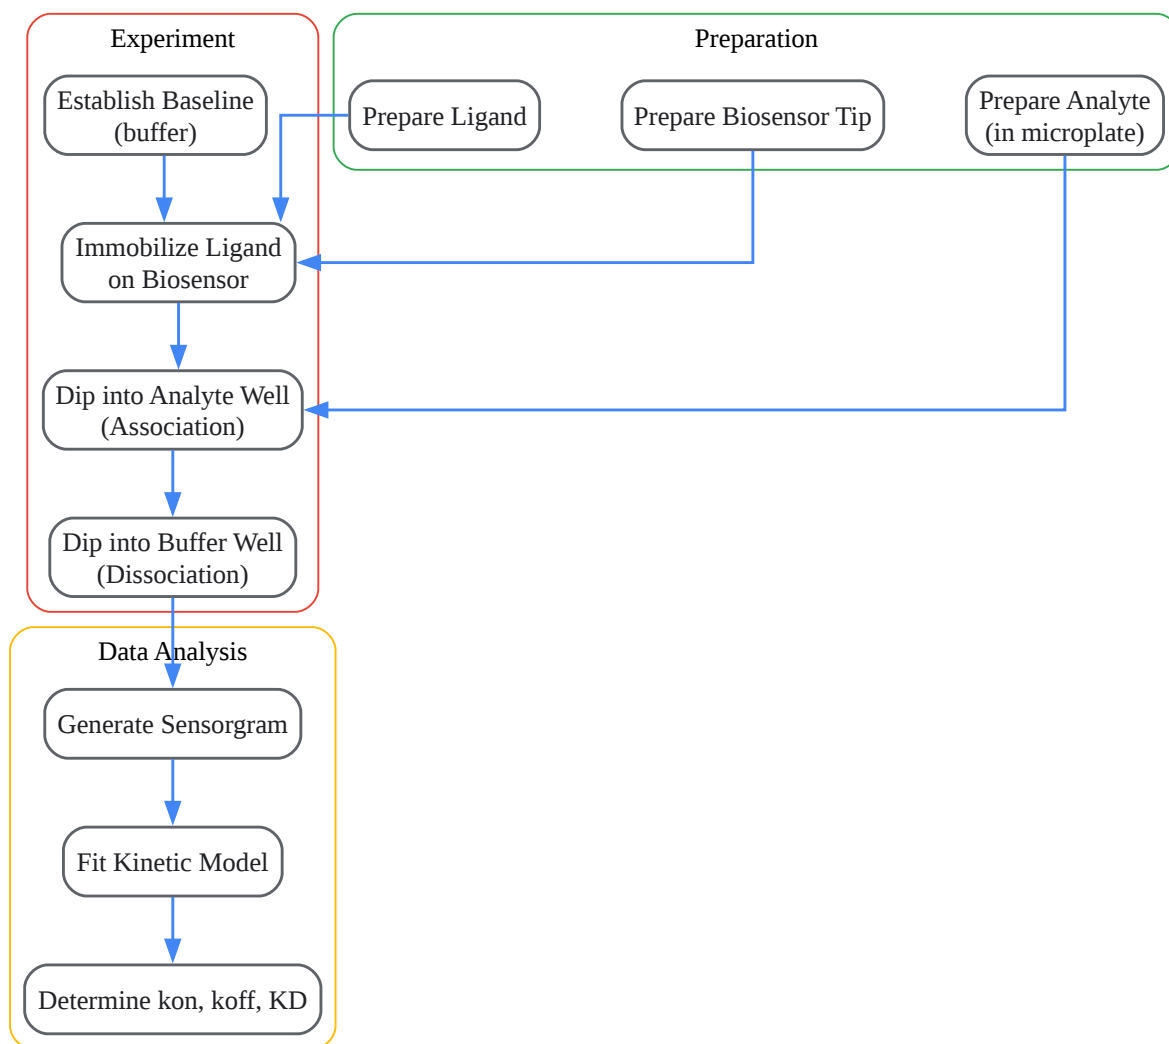 Experiment
Preparation
Establish Baseline
(buffer)
Prepare Ligand
Prepare Biosensor Tip
Prepare Analyte
(in microplate)
Immobilize Ligand
on Biosensor
Dip into Analyte Well
(Association)
Dip into Buffer Well
(Dissociation)
Data Analysis
Generate Sensorgram
Fit Kinetic Model
Determine kon, koff, KD